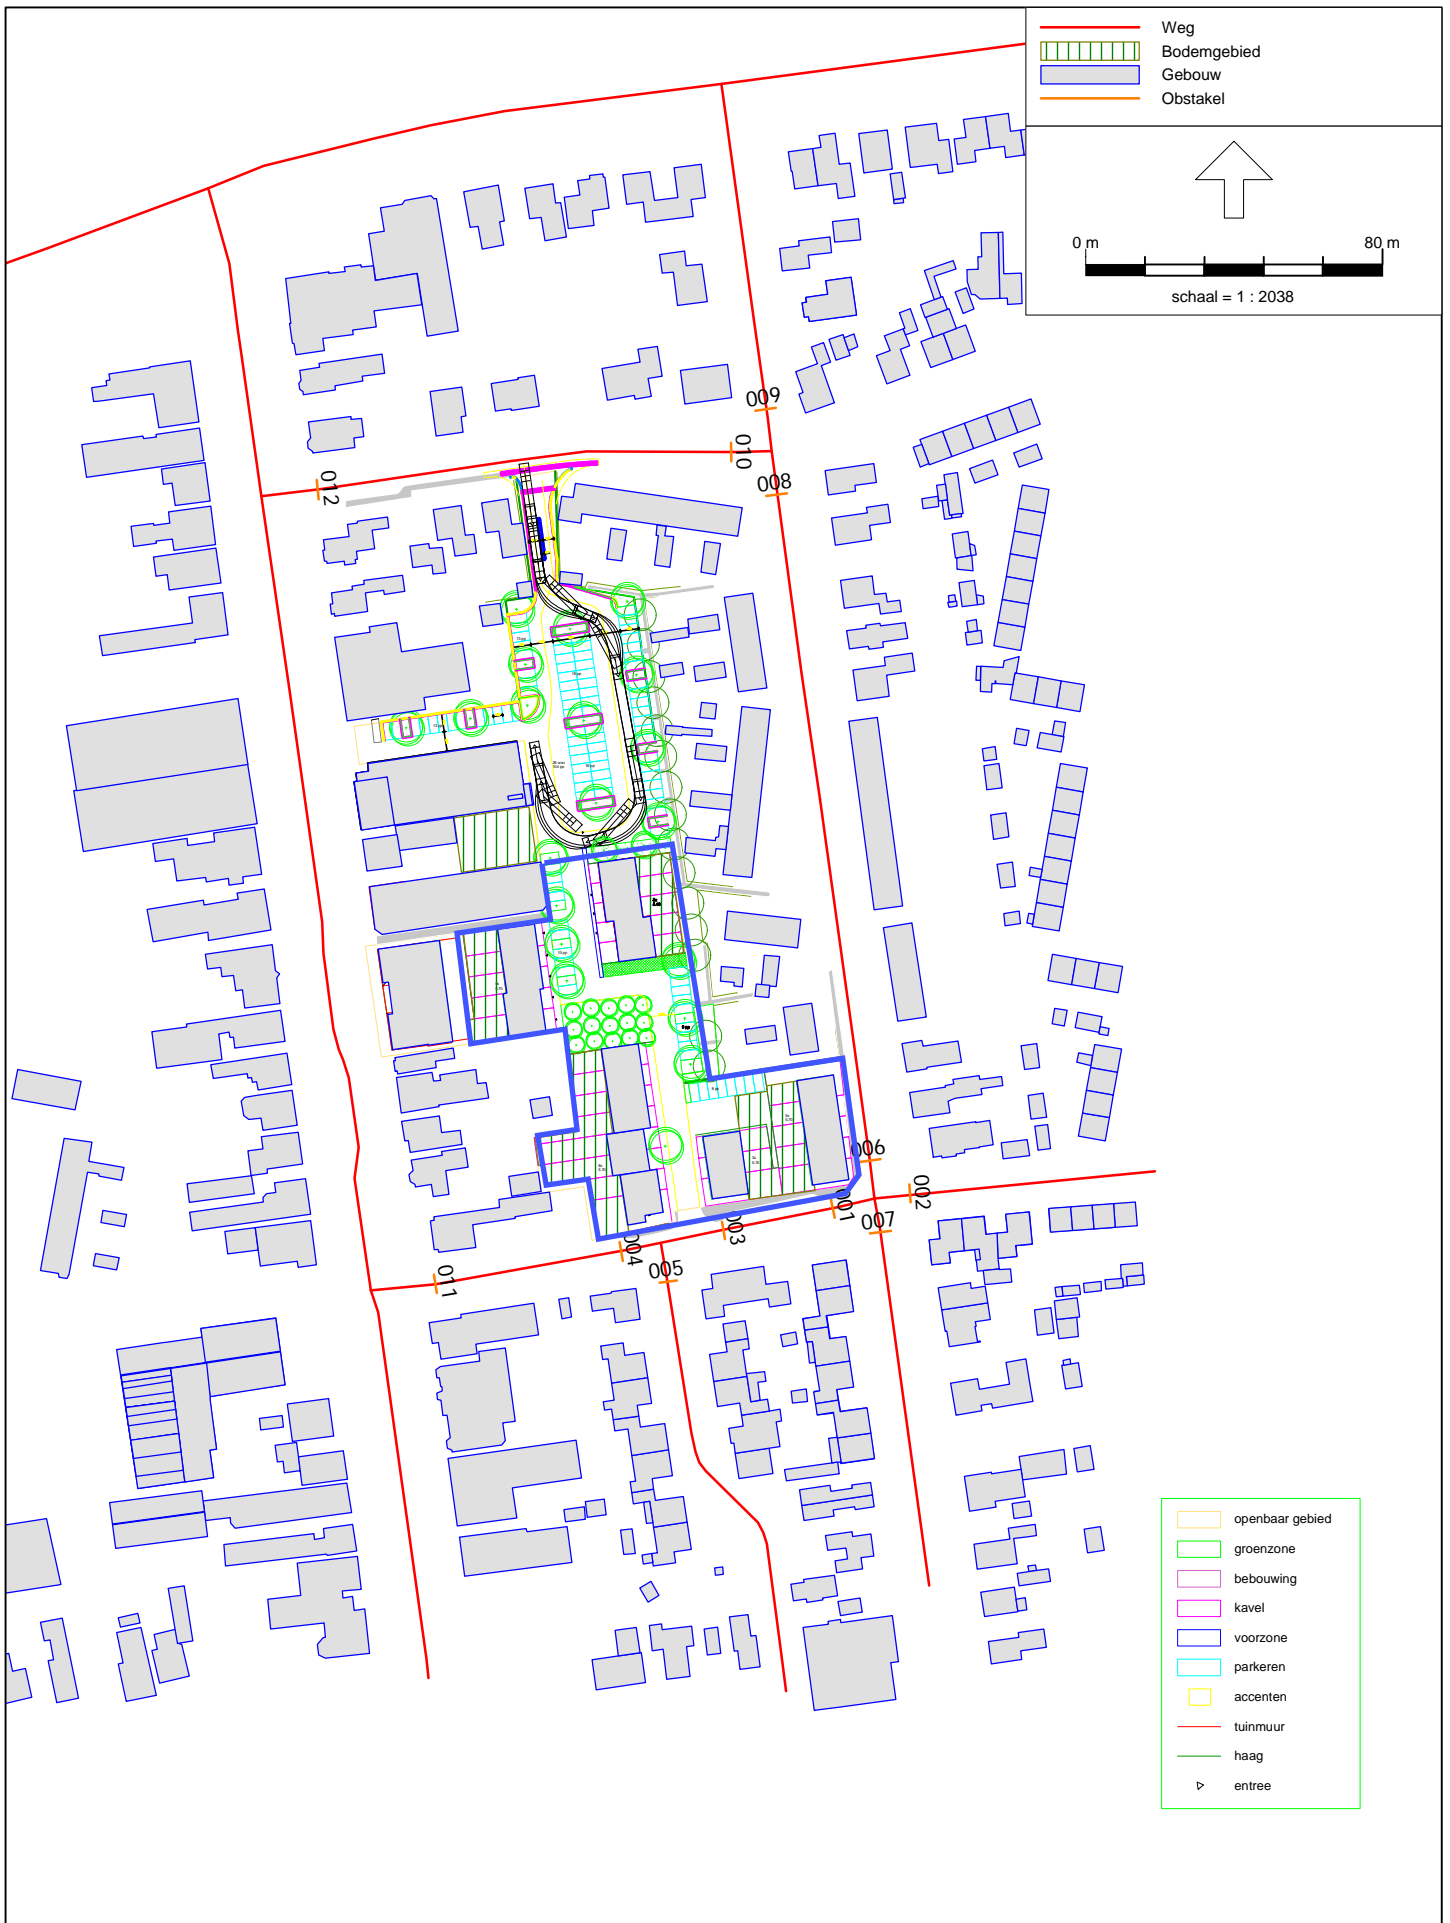 Weg
Bodemgebied
Gebouw
Obstakel
0 m
80 m
schaal = 1 : 2038
009
010
008
012
006
002
001
007
003
004
005
011
openbaar gebied
groenzone
bebouwing
kavel
voorzone
parkeren
accenten
tuinmuur
haag
entree